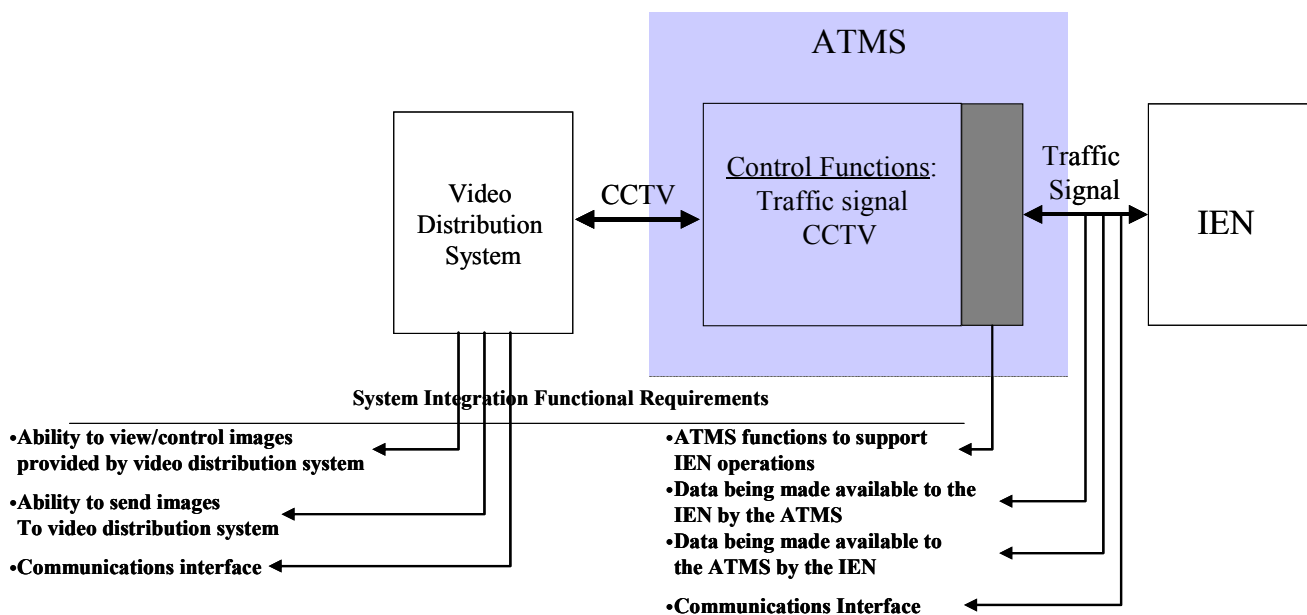 ATMS
Video
Distribution
System
CCTV
Control Functions:
Traffic signal
CCTV
Traffic
Signal
IEN
System Integration Functional Requirements
•Ability to view/control images
provided by video distribution system
•Ability to send images
To video distribution system
•Communications interface
•ATMS functions to support
IEN operations
•Data being made available to the
IEN by the ATMS
•Data being made available to
the ATMS by the IEN
•Communications Interface